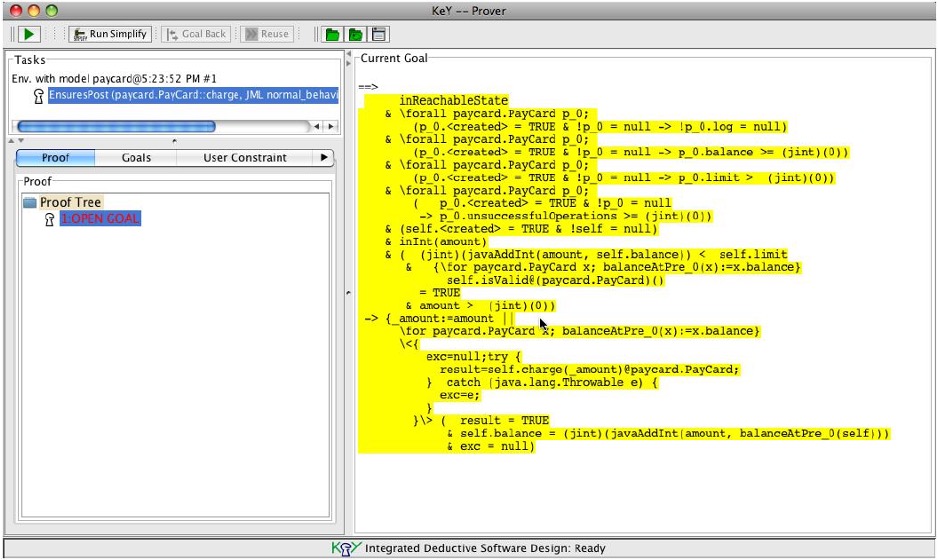 KeY -- Prover
Run Simplify
Goal Back
Reuse
Tasks
Env. with model paycard@5:23:52 PM #1
EnsuresPost (paycard.PayCard::charge, JML normal_behavi
Proof
Goals
User Constraint
Proof
Proof Tree
1:OPEN GOAL
Current Goal
==>
inReachableState
& \forall paycard.PayCard p_0;
(p_0.<created> = TRUE & !p_0 = null -> !p_0.log = null)
& \forall paycard.PayCard p_0;
(p_0.<created> = TRUE & !p_0 = null -> p_0.balance >= (jint)(0))
& \forall paycard.PayCard p_0;
(p_0.<created> = TRUE & !p_0 = null -> p_0.limit > (jint)(0))
& \forall paycard.PayCard p_0;
( p_0.<created> = TRUE & !p_0 = null
-> p_0.unsuccessfulOperations >= (jint)(0))
& (self.<created> = TRUE & !self = null)
& inInt(amount)
& ( (jint)(javaAddInt(amount, self.balance)) < self.limit
& {\for paycard.PayCard x; balanceAtPre_0(x):=x.balance}
self.isValid@(paycard.PayCard)()
= TRUE
& amount > (jint)(0))
-> {_amount:=amount ||
\for paycard.PayCard x; balanceAtPre_0(x):=x.balance}
\<{
exc=null;try {
result=self.charge(_amount)@paycard.PayCard;
} catch (java.lang.Throwable e) {
exc=e;
}
}\> ( result = TRUE
& self.balance = (jint)(javaAddInt(amount, balanceAtPre_0(self)))
& exc = null)
KeY Integrated Deductive Software Design: Ready